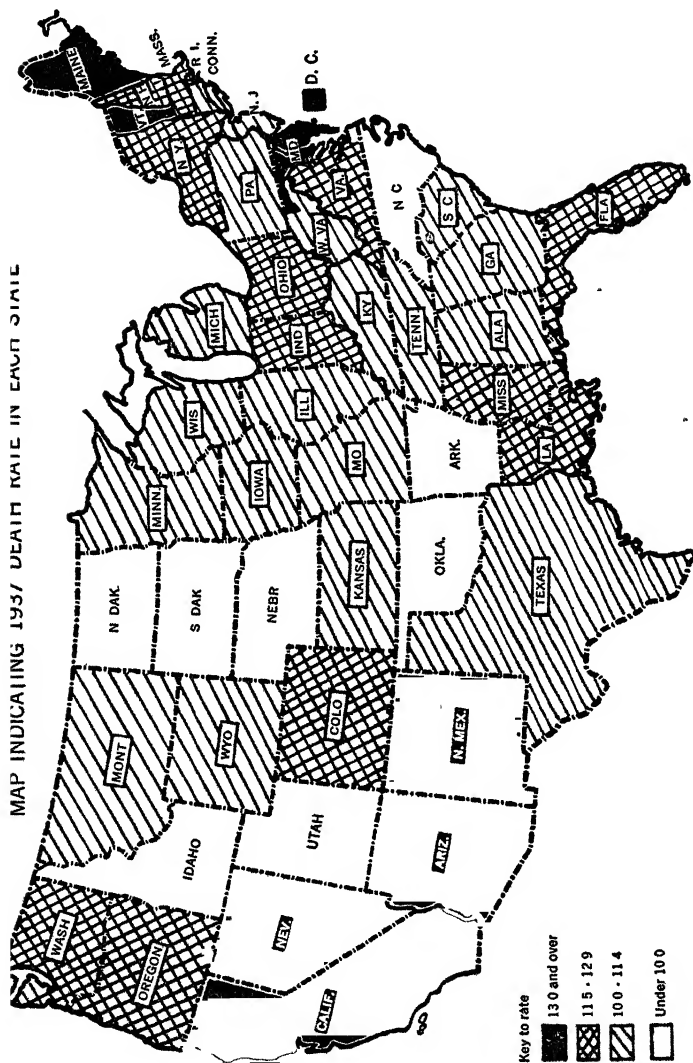 MAP INDICATING 1937 DEATH RATE IN EACH STATE
WASH
OREGON
CALIF.
NEV.
IDAHO
UTAH
ARIZ.
MONT
WYO
COLO
N. MEX.
N DAK.
S DAK
NEBR
KANSAS
OKLA.
TEXAS
MINN.
IOWA
MO
ARK.
LA
WIS
ILL
MISS
MICH
IND
OHIO
KY
TENN.
ALA
GA
FLA
S C
N C
VA.
W. VA
MD
D. C.
PA
N. J
N Y
VT
MAINE
MASS.
R I.
CONN.
Key to rate
13 0 and over
11 5 - 12 9
10 0 - 11 4
Under 10 0